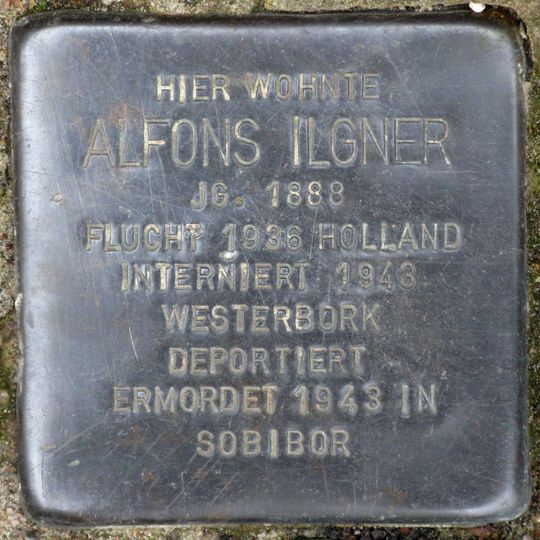 HIER WOHNTE
ALFONS ILGNER
JG. 1888
FLUCHT 1936 HOLLAND
INTERNIERT 1943
WESTERBORK
DEPORTIERT
ERMORDET 1943 IN
SOBIBOR